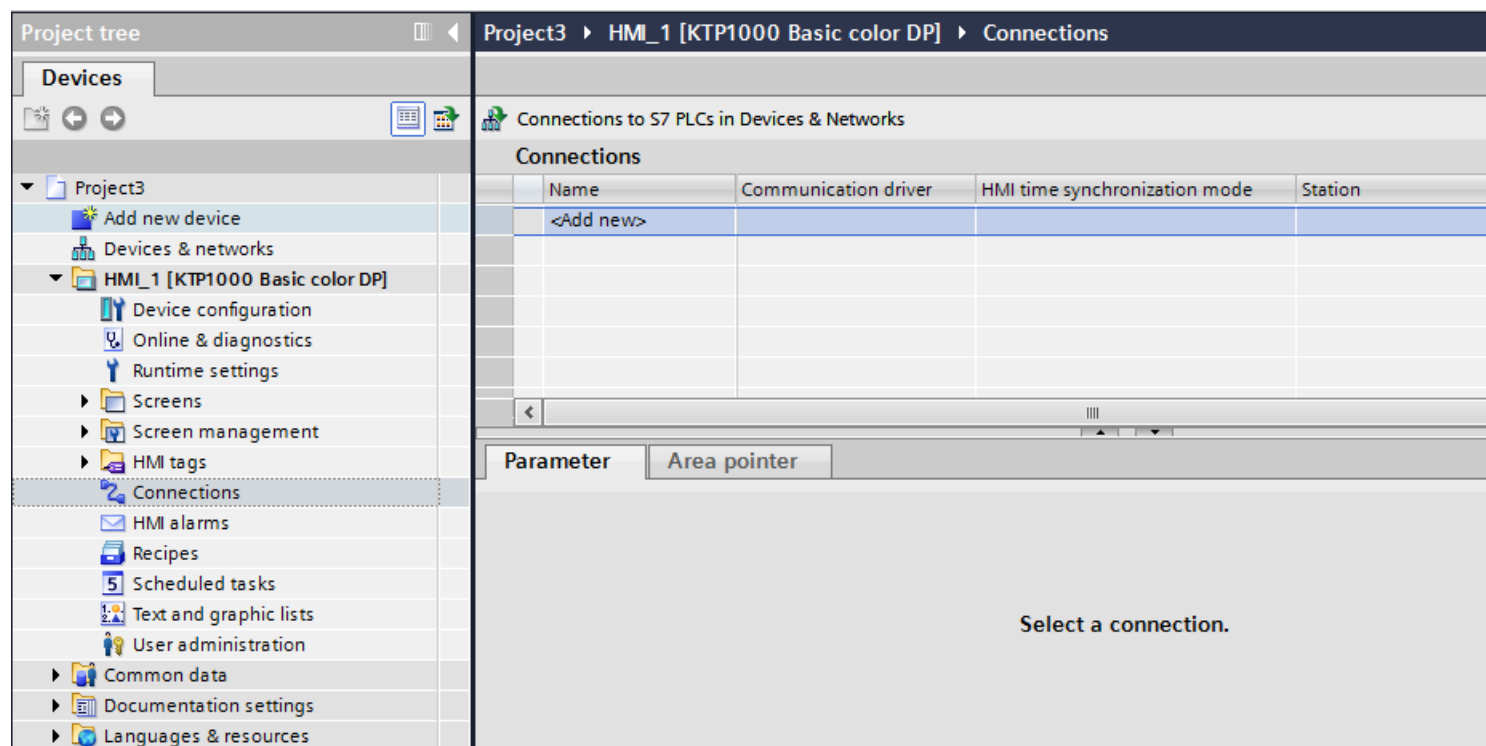 Project tree
Devices
Project3
Add new device
Devices & networks
HMI_1 [KTP1000 Basic color DP]
Device configuration
Online & diagnostics
Runtime settings
Screens
Screen management
HMI tags
Connections
HMI alarms
Recipes
Scheduled tasks
Text and graphic lists
User administration
Common data
Documentation settings
Languages & resources
Project3 ▸ HMI_1 [KTP1000 Basic color DP] ▸ Connections
Connections to S7 PLCs in Devices & Networks
Connections
Name Communication driver HMI time synchronization mode Station
<Add new>
Parameter Area pointer
Select a connection.